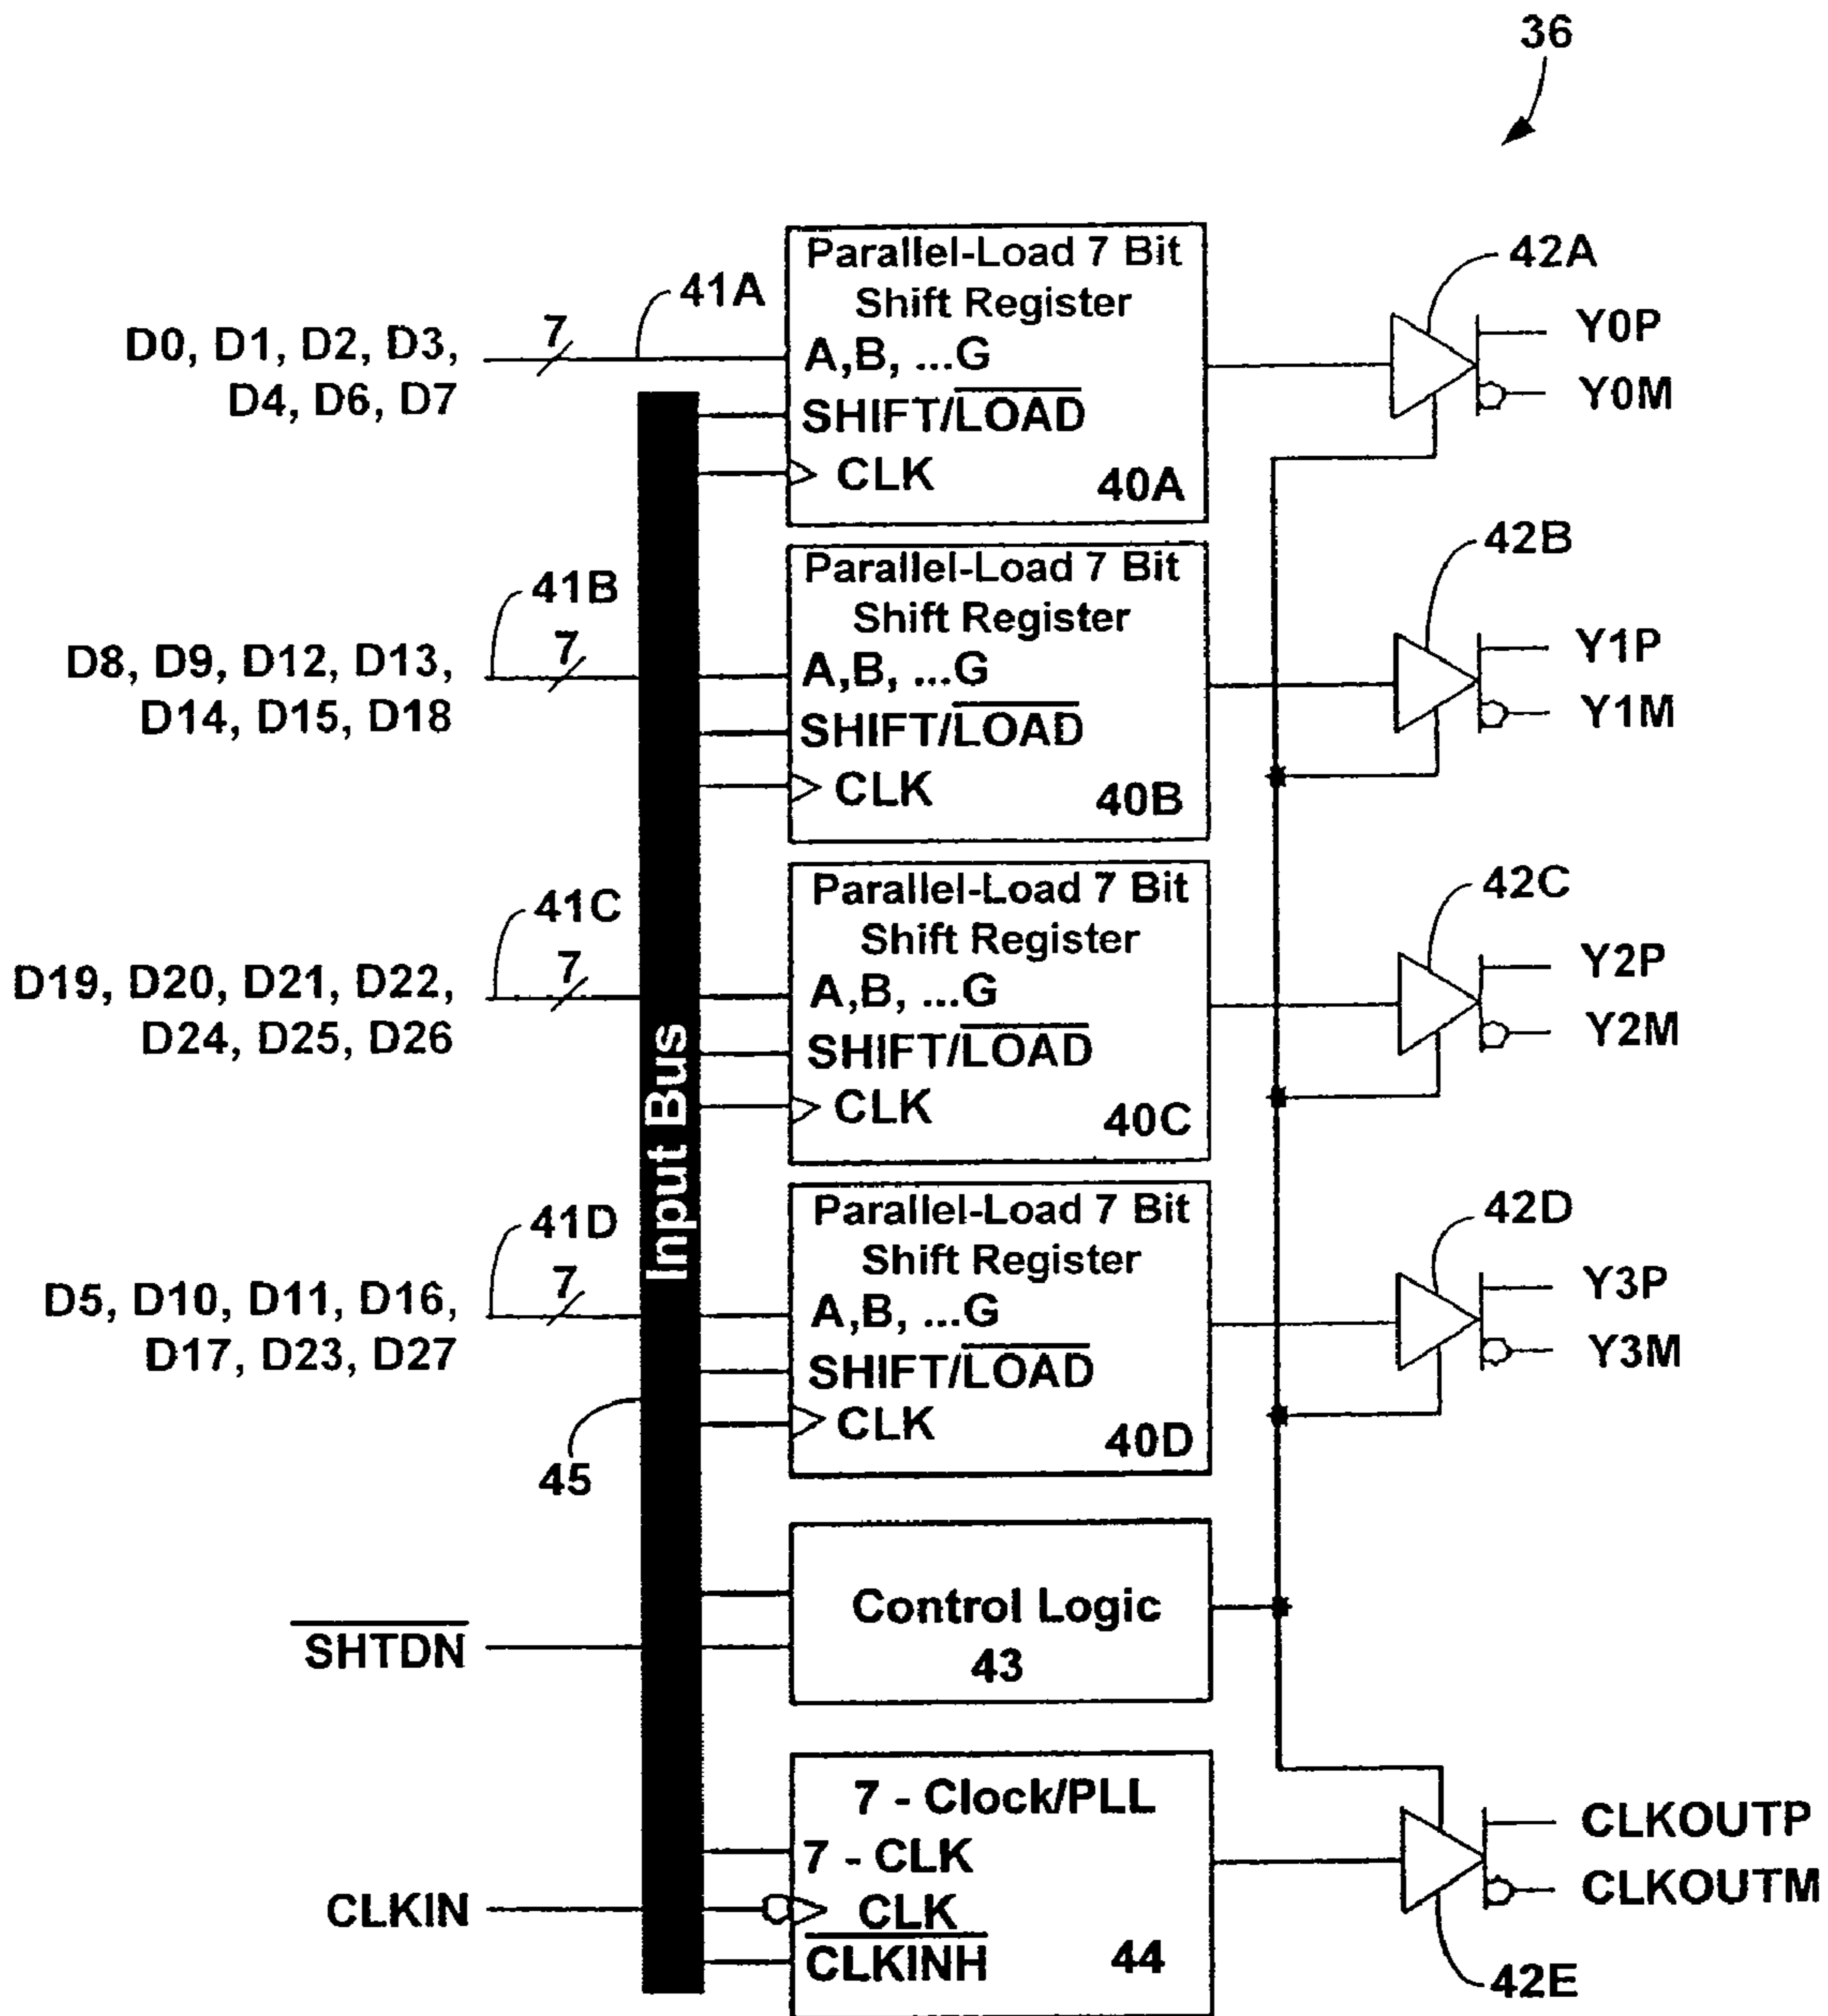 36
Parallel-Load 7 Bit
Shift Register
A,B, ...G
SHIFT/LOAD
CLK
40A
41A
7
D0, D1, D2, D3,
D4, D6, D7
42A
Y0P
Y0M
Parallel-Load 7 Bit
Shift Register
A,B, ...G
SHIFT/LOAD
CLK
40B
41B
7
D8, D9, D12, D13,
D14, D15, D18
42B
Y1P
Y1M
Parallel-Load 7 Bit
Shift Register
A,B, ...G
SHIFT/LOAD
CLK
40C
41C
7
D19, D20, D21, D22,
D24, D25, D26
42C
Y2P
Y2M
Input Bus
Parallel-Load 7 Bit
Shift Register
A,B, ...G
SHIFT/LOAD
CLK
40D
41D
7
D5, D10, D11, D16,
D17, D23, D27
42D
Y3P
Y3M
45
SHTDN
Control Logic
43
7 - Clock/PLL
7 - CLK
CLK
CLKINH
44
CLKIN
CLKOUTP
CLKOUTM
42E